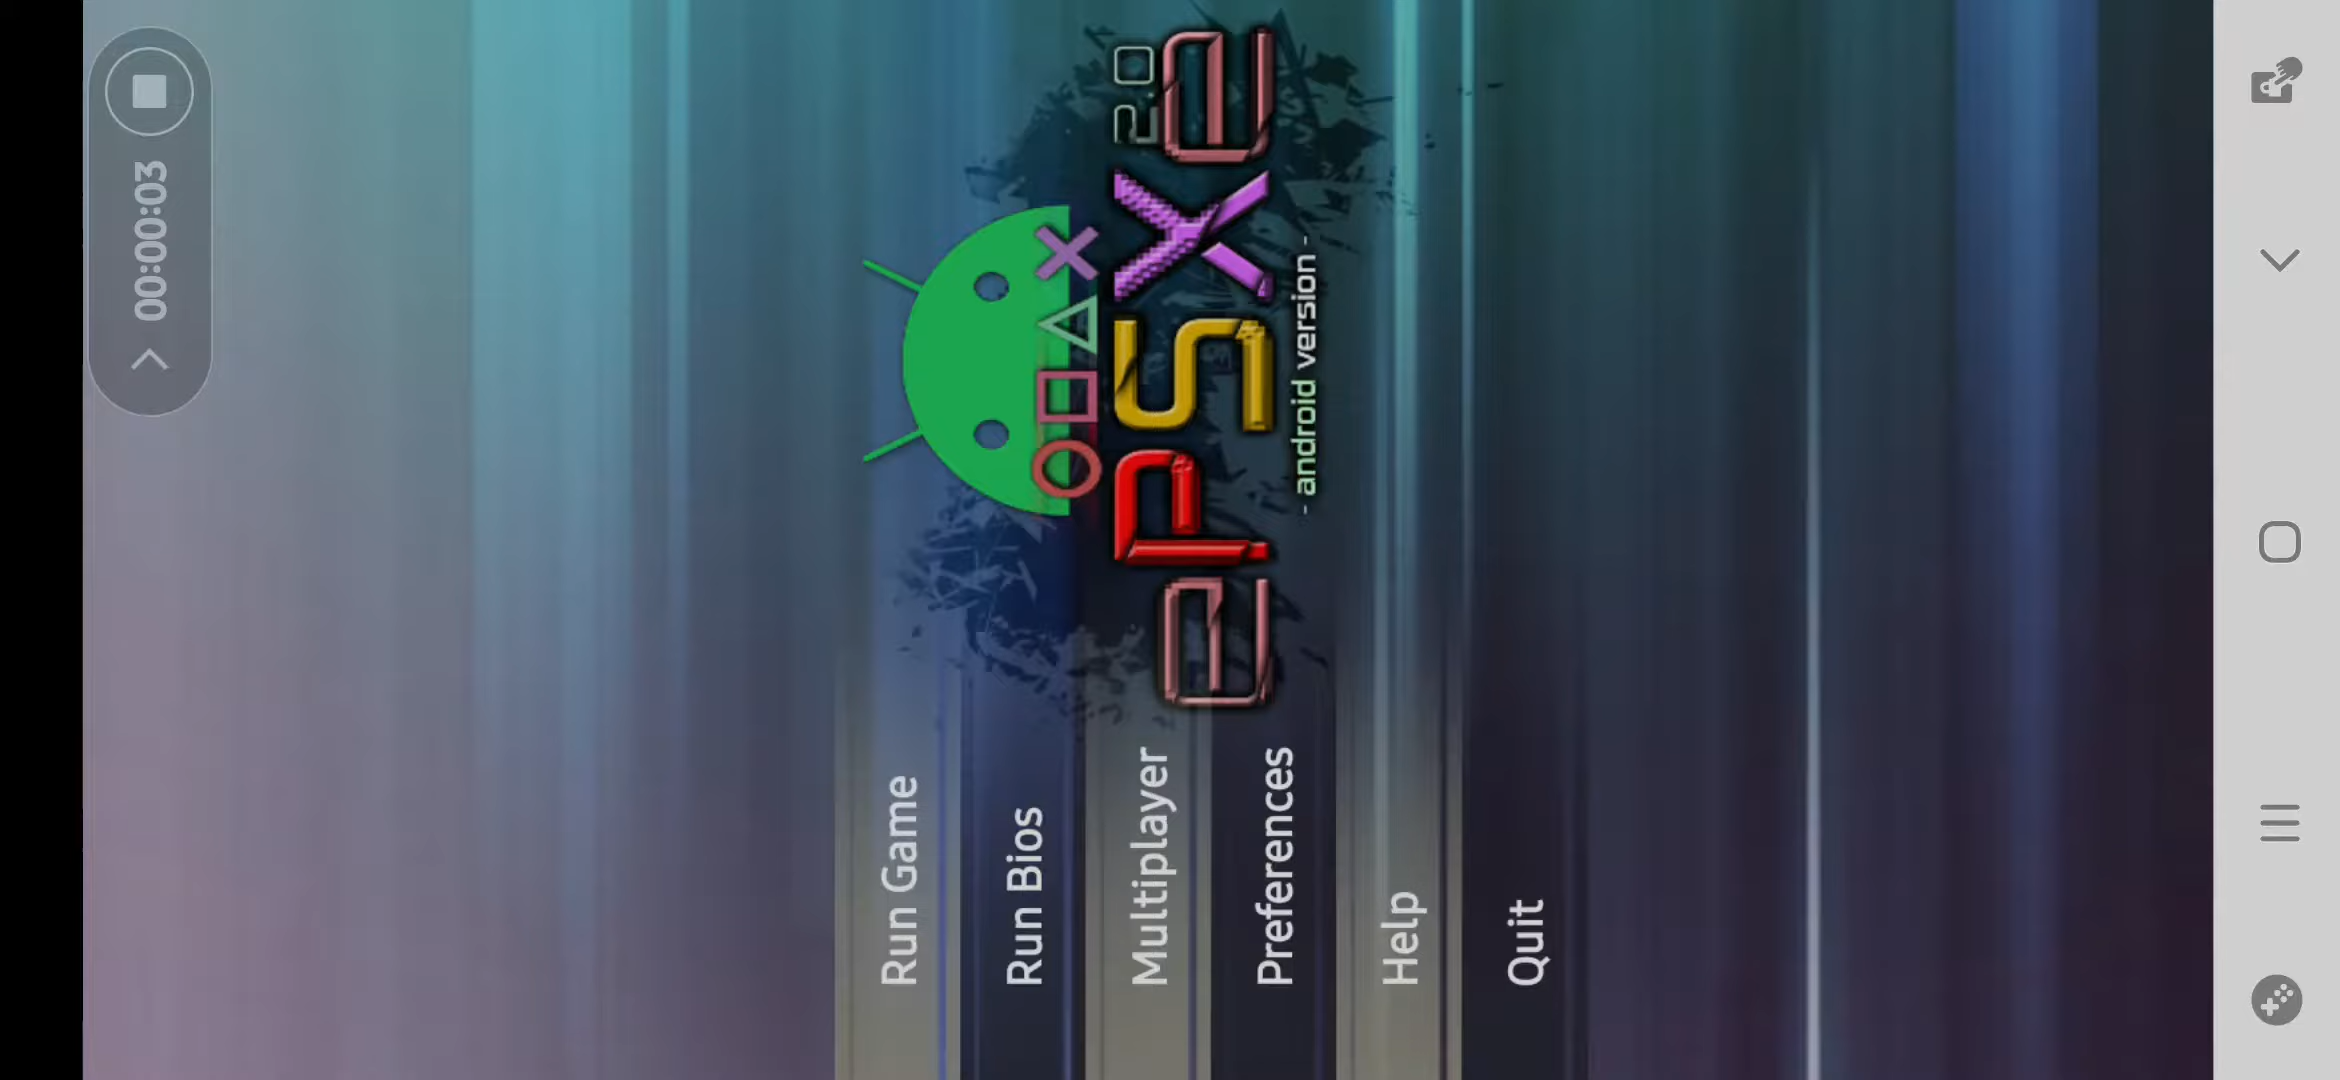 00:00:03
2.0
ePSXe
- android version -
Run Game
Run Bios
Multiplayer
Preferences
Help
Quit